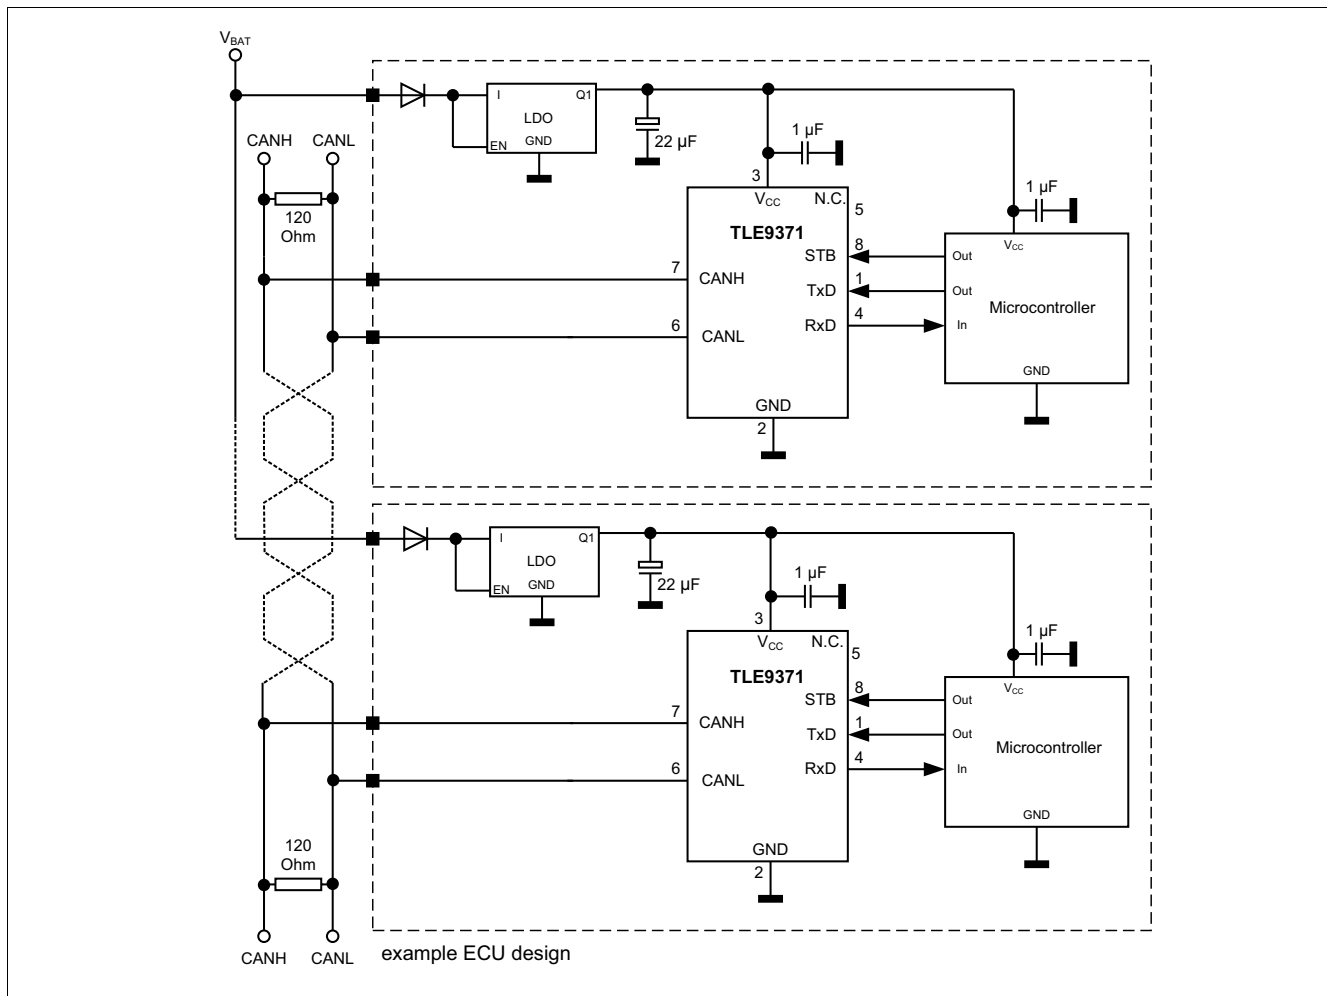 VBAT
CANH CANL
120
Ohm
I Q1
LDO
EN GND
22 µF
1 µF
3
VCC N.C.
5
TLE9371
STB 8
TxD 1
RxD 4
7 CANH
6 CANL
GND
2
1 µF
VCC
Out
Out
Microcontroller
In
GND
I Q1
LDO
EN GND
22 µF
1 µF
3
VCC N.C.
5
TLE9371
STB 8
TxD 1
RxD 4
7 CANH
6 CANL
GND
2
1 µF
VCC
Out
Out
Microcontroller
In
GND
120
Ohm
CANH CANL
example ECU design